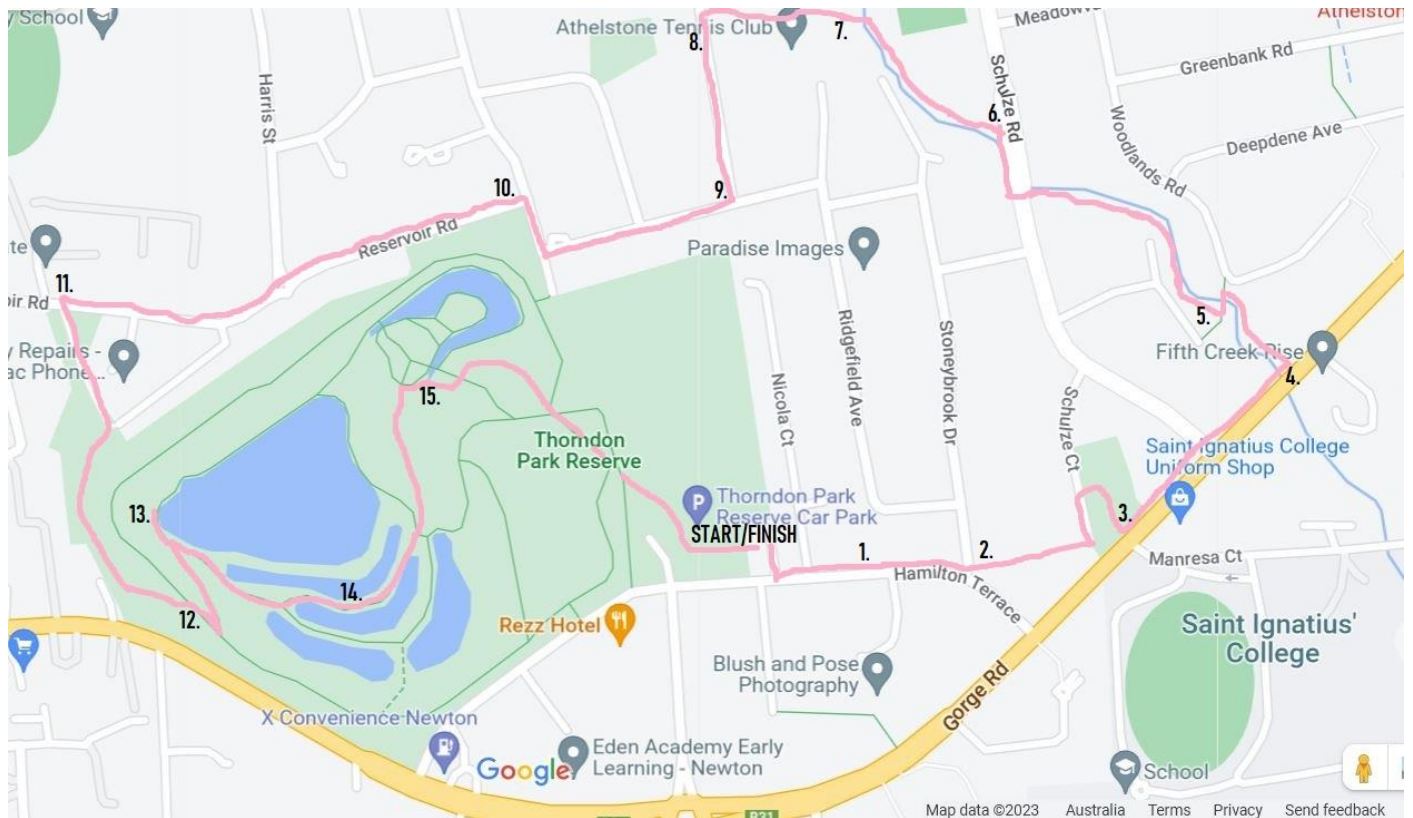 y School
Athelstone Tennis Club
7.
8.
Meadowv
Athelstone
Greenbank Rd
Harris St
Schulze Rd
6.
Woodlands Rd
Deepdene Ave
10.
9.
Reservoir Rd
Paradise Images
te
11.
oir Rd
5.
Fifth Creek Rise
4.
y Repairs -
ac Phone...
Ridgefield Ave
Stoneybrook Dr
Nicola Ct
Schulze Ct
15.
Thorndon
Park Reserve
Saint Ignatius College
Uniform Shop
Thorndon Park
Reserve Car Park
START/FINISH
13.
3.
1.
2.
Manresa Ct
Hamilton Terrace
14.
12.
Rezz Hotel
Saint Ignatius'
College
Blush and Pose
Photography
Gorge Rd
X Convenience Newton
Google
Eden Academy Early
Learning - Newton
School
Map data ©2023 Australia Terms Privacy Send feedback